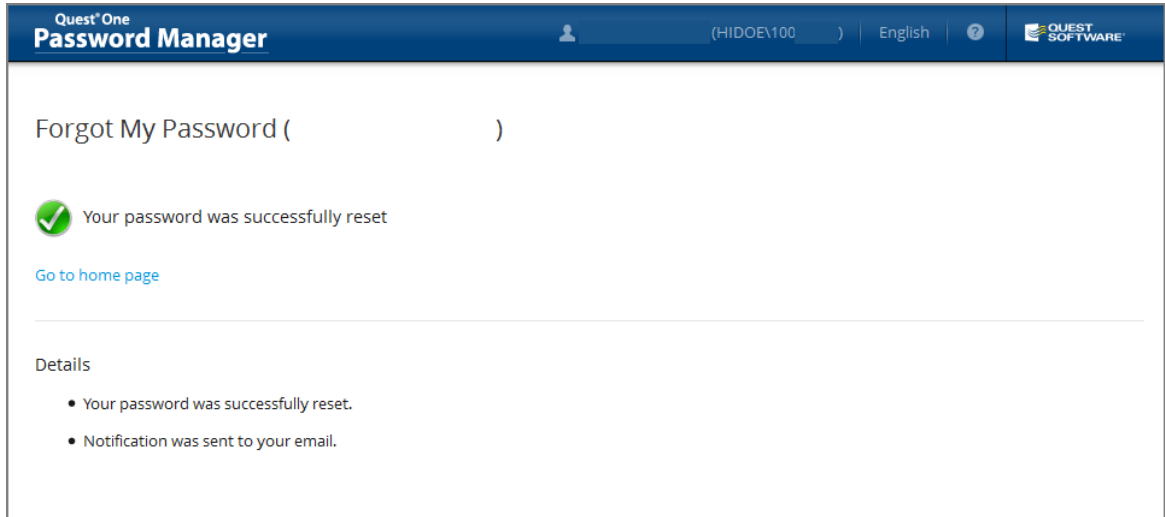 Quest®One
Password Manager
(HIDOE\100 )
English
?
QUEST SOFTWARE®
Forgot My Password ( )
Your password was successfully reset
Go to home page
Details
• Your password was successfully reset.
• Notification was sent to your email.